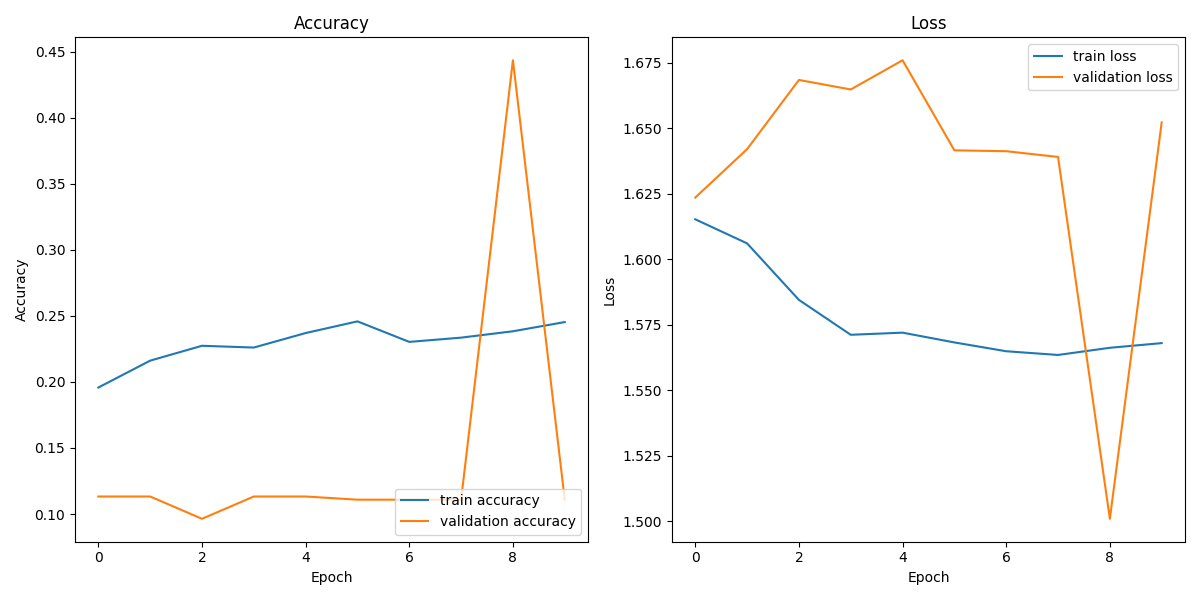 Accuracy
0.45
0.40
0.35
0.30
0.25
0.20
0.15
0.10
Accuracy
0
2
4
6
8
Epoch
train accuracy
validation accuracy
Loss
1.675
1.650
1.625
1.600
1.575
1.550
1.525
1.500
Loss
0
2
4
6
8
Epoch
train loss
validation loss